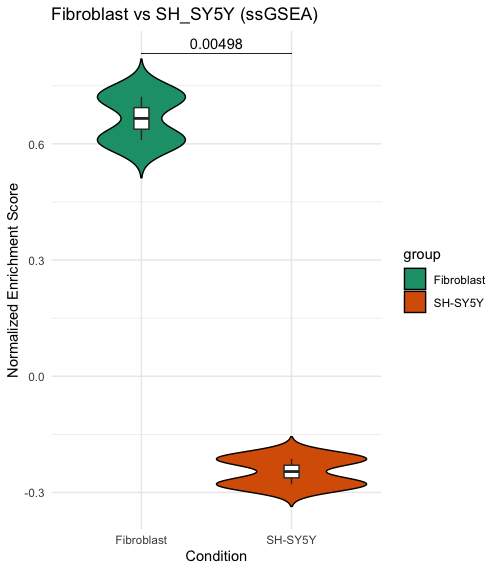 Fibroblast vs SH_SY5Y (ssGSEA)
0.00498
0.6
0.3
0.0
-0.3
Normalized Enrichment Score
Fibroblast
SH-SY5Y
Condition
group
Fibroblast
SH-SY5Y